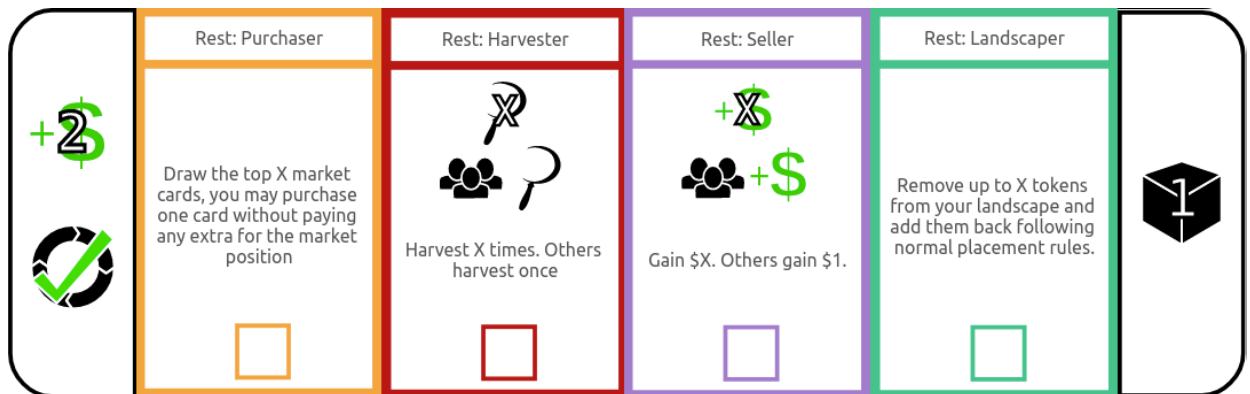 +2$
Rest: Purchaser
Draw the top X market
cards, you may purchase
one card without paying
any extra for the market
position
Rest: Harvester
X
Harvest X times. Others
harvest once
Rest: Seller
+X$
+$
Gain $X. Others gain $1.
Rest: Landscaper
Remove up to X tokens
from your landscape and
add them back following
normal placement rules.
1